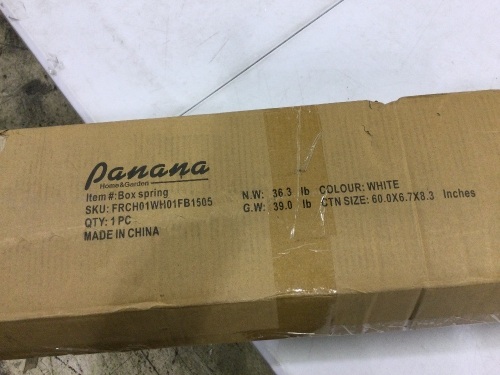 Panana
Home&Garden
Item #: Box spring
SKU: FRCH01WH01FB1505
QTY: 1 PC
MADE IN CHINA
N.W: 36.3 lb COLOUR: WHITE
G.W: 39.0 lb CTN SIZE: 60.0X6.7X8.3 Inches